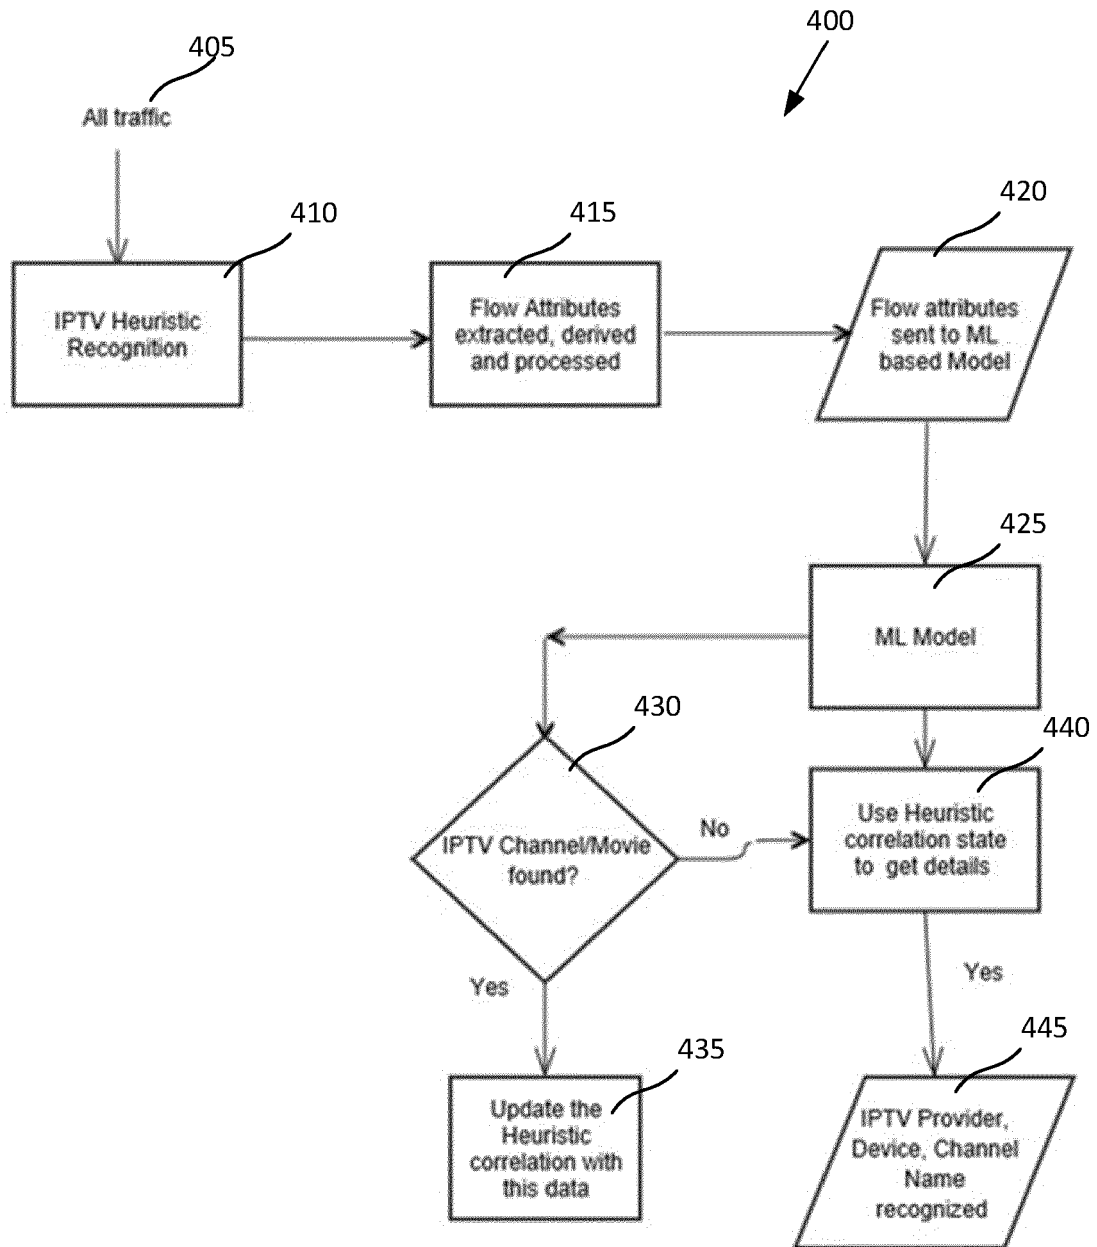 400
405
All traffic
410
IPTV Heuristic
Recognition
415
Flow Attributes
extracted, derived
and processed
420
Flow attributes
sent to ML
based Model
425
ML Model
430
IPTV Channel/Movie
found?
No
440
Use Heuristic
correlation state
to get details
Yes
435
Update the
Heuristic
correlation with
this data
Yes
445
IPTV Provider,
Device, Channel
Name
recognized